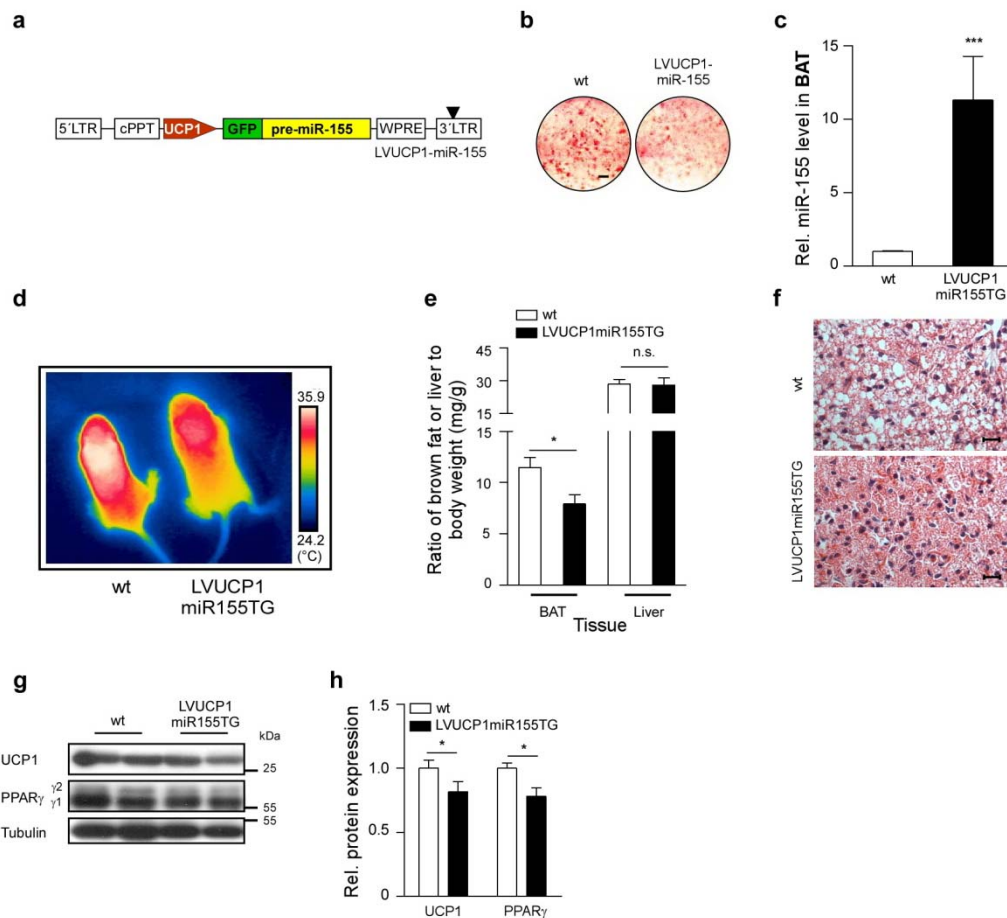 a
5´LTR cPPT UCP1 GFP pre-miR-155 WPRE 3´LTR
LVUCP1-miR-155
b
wt
LVUCP1-
miR-155
c
Rel. miR-155 level in BAT
15
10
5
0
***
wt
LVUCP1
miR155TG
d
35.9
24.2
(°C)
wt
LVUCP1
miR155TG
e
wt
LVUCP1miR155TG
Ratio of brown fat or liver to
body weight (mg/g)
45
30
15
15
10
5
0
*
n.s.
BAT
Liver
Tissue
f
wt
LVUCP1miR155TG
g
wt
LVUCP1
miR155TG
kDa
UCP1
25
PPARγ γ2
γ1
55
55
Tubulin
h
wt
LVUCP1miR155TG
Rel. protein expression
1.5
1.0
0.5
0
*
*
UCP1
PPARγ